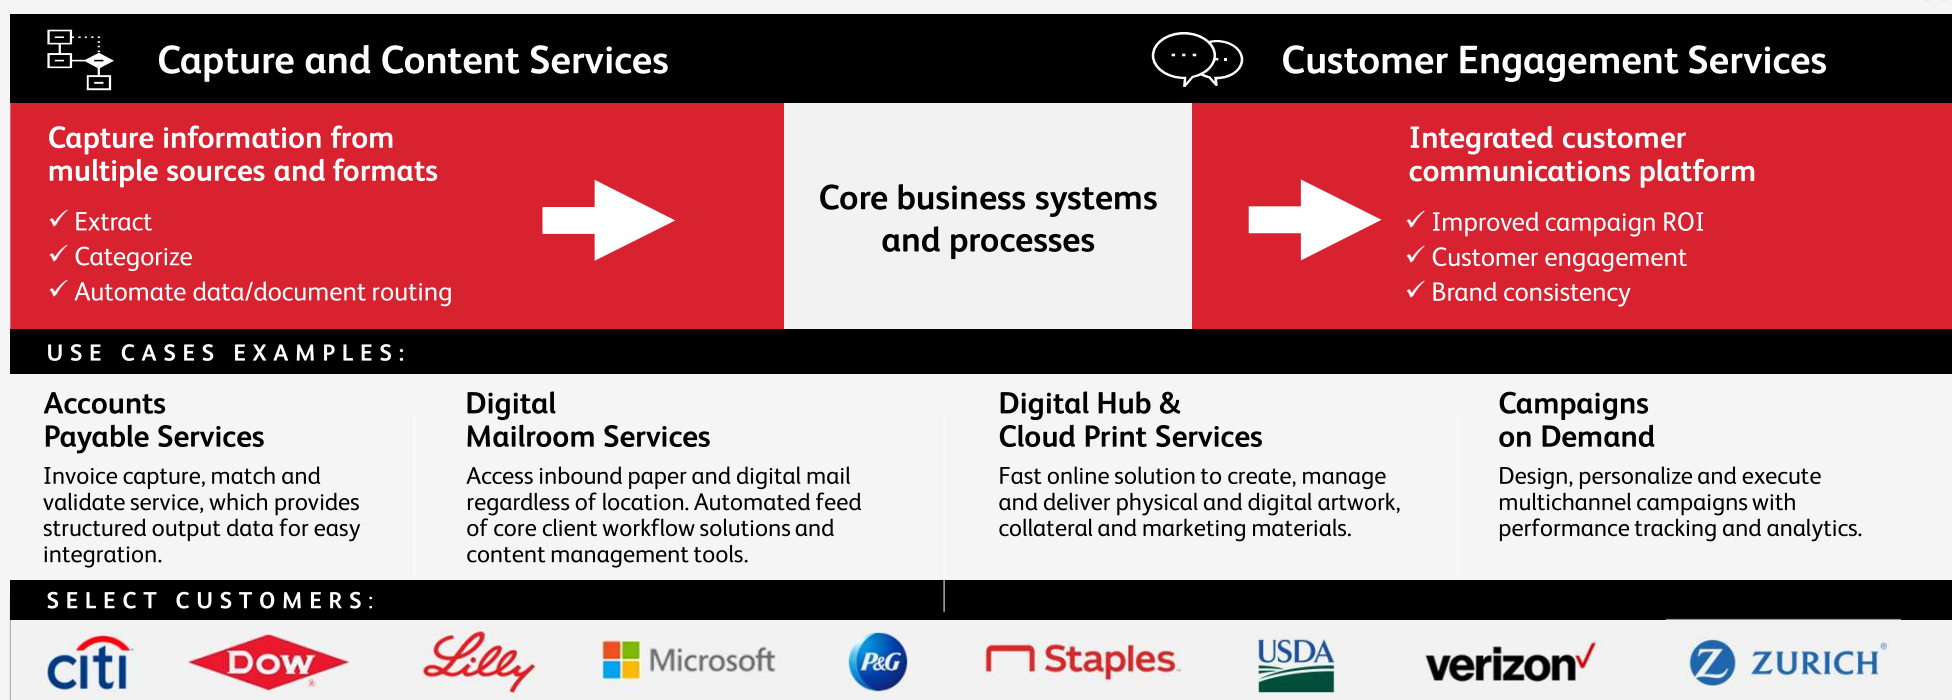 Capture and Content Services
Customer Engagement Services
Capture information from
multiple sources and formats
✓ Extract
✓ Categorize
✓ Automate data/document routing
Core business systems
and processes
Integrated customer
communications platform
✓ Improved campaign ROI
✓ Customer engagement
✓ Brand consistency
USE CASES EXAMPLES:
Accounts
Payable Services
Invoice capture, match and
validate service, which provides
structured output data for easy
integration.
Digital
Mailroom Services
Access inbound paper and digital mail
regardless of location. Automated feed
of core client workflow solutions and
content management tools.
Digital Hub &
Cloud Print Services
Fast online solution to create, manage
and deliver physical and digital artwork,
collateral and marketing materials.
Campaigns
on Demand
Design, personalize and execute
multichannel campaigns with
performance tracking and analytics.
SELECT CUSTOMERS:
citi
Dow
Lilly
Microsoft
P&G
Staples
USDA
verizon✓
Z ZURICH®